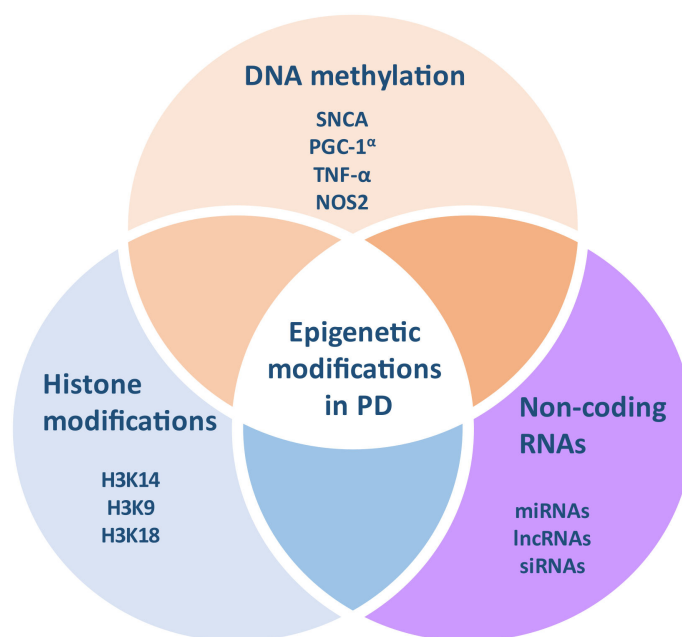 DNA methylation
SNCA
PGC-1ᵅ
TNF-α
NOS2
Epigenetic
modifications
in PD
Histone
modifications
H3K14
H3K9
H3K18
Non-coding
RNAs
miRNAs
lncRNAs
siRNAs